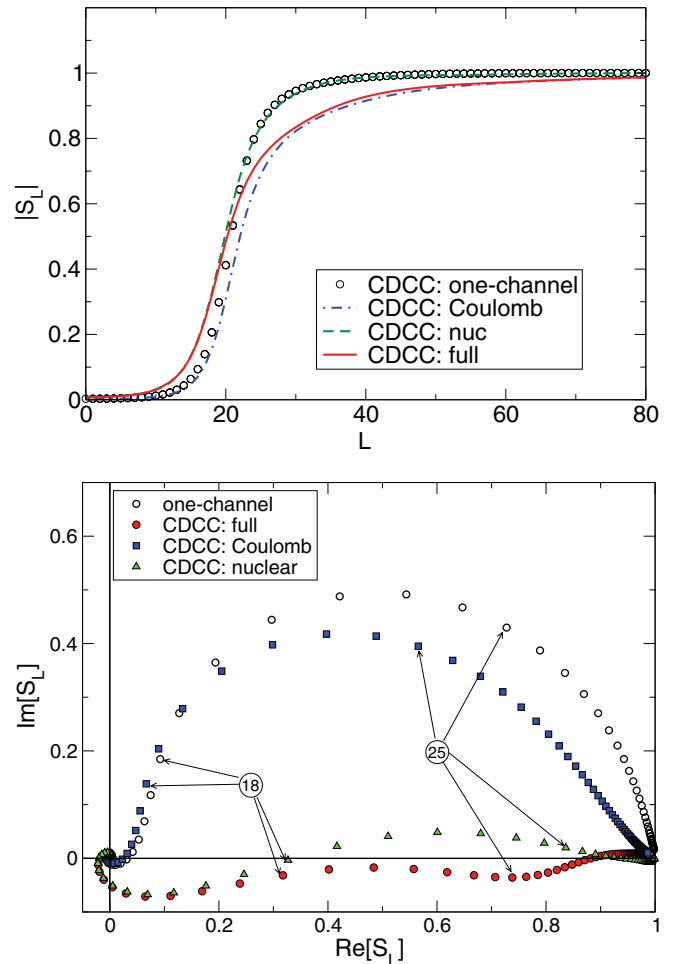 |S_L|
1
0.8
0.6
0.4
0.2
0
0 20 40 60 80
L
CDCC: one-channel
CDCC: Coulomb
CDCC: nuc
CDCC: full
Im[S_L]
0.6
0.4
0.2
0
0 0.2 0.4 0.6 0.8 1
Re[S_L]
one-channel
CDCC: full
CDCC: Coulomb
CDCC: nuclear
18
25